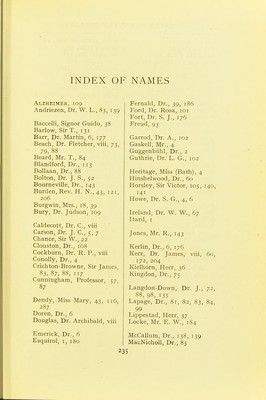 INDEX OF NAMES
ALZHEIMER, 109
Andriezen, Dr. W. L., 83, 139
Baccelli, Signor Guido, 38
Barlow, Sir T., 131
Barr, Dr. Martin, 6, 177
Beach, Dr. Fletcher, viii, 73,
79, 88
Beard, Mr. T., 84
Blandford, Dr., 113
Bollaan, Dr., 88
Bolton, Dr. J. S., 52
Bourneville, Dr., 143
Burden, Rev. H. N., 43, 121,
206
Burgwin, Mrs., 18, 39
Bury, Dr. Judson, 109
Caldecott, Dr. C., viii
Carson, Dr. J. C., 5, 7
Chance, Sir W., 22
Clouston, Dr., 108
Cockburn, Dr. R. P., viii
Conolly, Dr., 4
Crichton-Browne, Sir James,
83, 87, 88, 117
Cunningham, Professor, 57,
87
Dendy, Miss Mary, 43, 116,
287
Doren, Dr., 6
Douglas, Dr. Archibald, viii
Emerick, Dr., 6
Esquirol, 1, 180
Fernald, Dr., 39, 186
Ford, Dr. Rosa, 101
Fort, Dr. S. J., 176
Freud, 93
Garrod, Dr. A., 102
Gaskell, Mr., 4
Guggenbühl, Dr., 2
Guthrie, Dr. L. G., 102
Heritage, Miss (Bath), 4
Himbelwood, Dr., 60
Horsley, Sir Victor, 105, 140,
141
Howe, Dr. S. G., 4, 6
Ireland, Dr. W. W., 67
Itard, 1
Jones, Mr. R., 143
Kerlin, Dr., 6, 176
Kerr, Dr. James, viii, 60,
172, 204
Kielhorn, Herr, 36
Kingdon, Dr., 75
Langdon-Down, Dr. J., 72,
88, 98, 135
Lapage, Dr., 81, 82, 83, 84,
99
Lippestad, Herr, 37
Locke, Mr. E. W., 184
McCallum, Dr., 138, 139
MacNicholl, Dr., 85
235